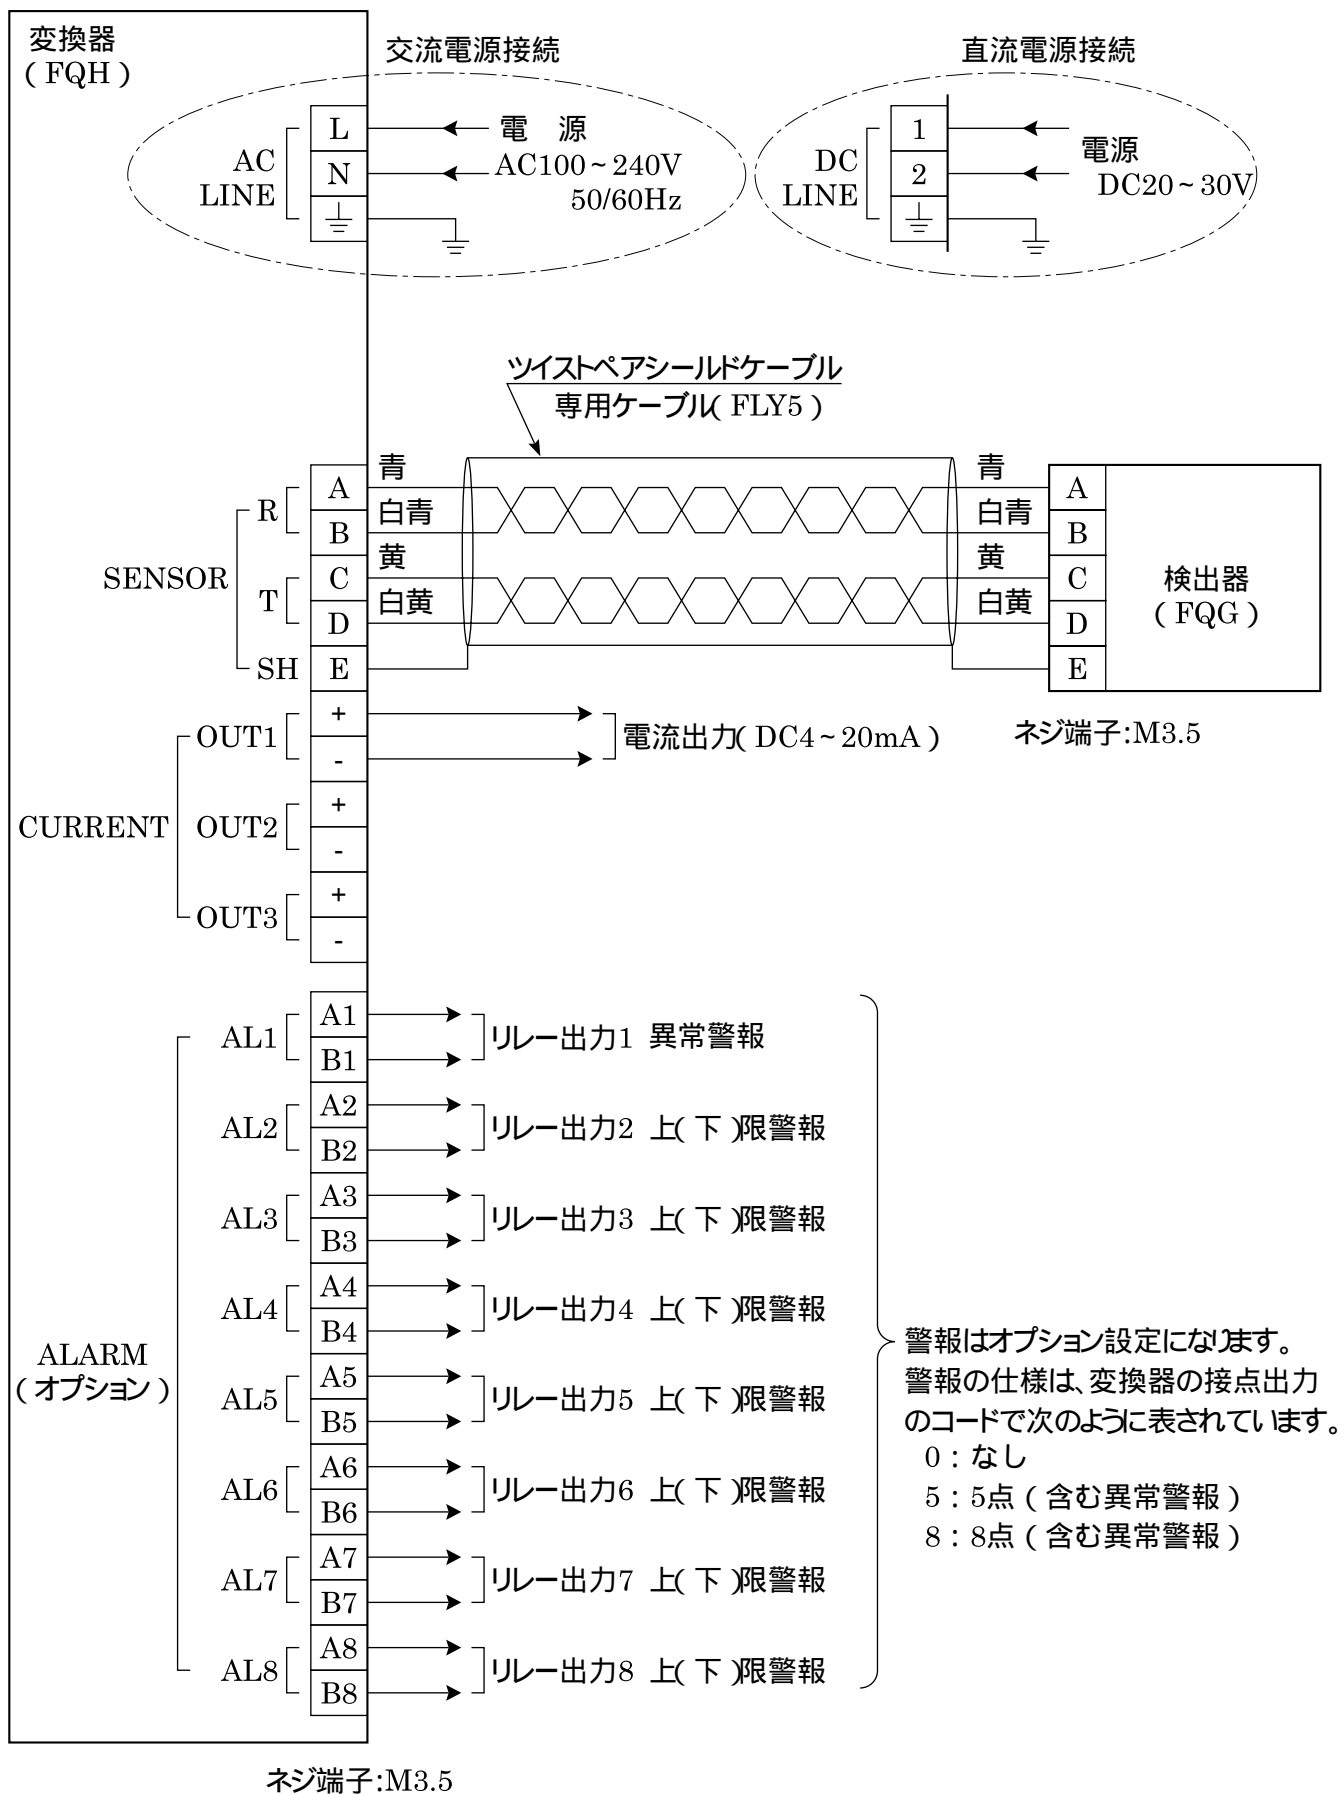 変換器
(FQH)
交流電源接続
直流電源接続
AC
LINE
L
N
電 源
AC100~240V
50/60Hz
DC
LINE
1
2
電源
DC20~30V
ツイストペアシールドケーブル
専用ケーブル(FLY5)
SENSOR
R
T
SH
A
B
C
D
E
青
白青
黄
白黄
青
白青
黄
白黄
A
B
C
D
E
検出器
(FQG)
ネジ端子:M3.5
CURRENT
OUT1
+
-
電流出力(DC4~20mA)
OUT2
+
-
OUT3
+
-
ALARM
(オプション)
AL1
A1
B1
リレー出力1 異常警報
AL2
A2
B2
リレー出力2 上(下)限警報
AL3
A3
B3
リレー出力3 上(下)限警報
AL4
A4
B4
リレー出力4 上(下)限警報
AL5
A5
B5
リレー出力5 上(下)限警報
AL6
A6
B6
リレー出力6 上(下)限警報
AL7
A7
B7
リレー出力7 上(下)限警報
AL8
A8
B8
リレー出力8 上(下)限警報
警報はオプション設定になります。
警報の仕様は、変換器の接点出力
のコードで次のように表されています。
0:なし
5:5点(含む異常警報)
8:8点(含む異常警報)
ネジ端子:M3.5